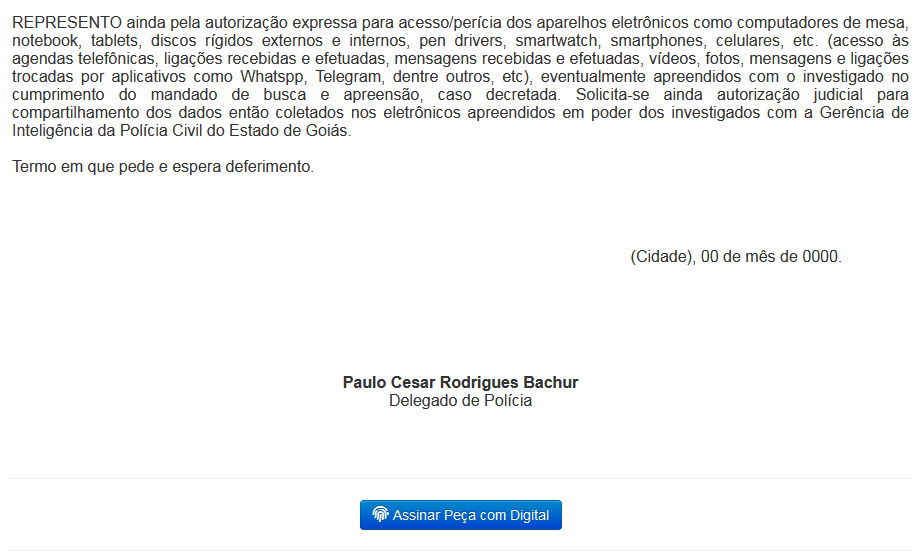 REPRESENTO ainda pela autorização expressa para acesso/perícia dos aparelhos eletrônicos como computadores de mesa,
notebook, tablets, discos rígidos externos e internos, pen drivers, smartwatch, smartphones, celulares, etc. (acesso às
agendas telefônicas, ligações recebidas e efetuadas, mensagens recebidas e efetuadas, vídeos, fotos, mensagens e ligações
trocadas por aplicativos como Whatspp, Telegram, dentre outros, etc), eventualmente apreendidos com o investigado no
cumprimento do mandado de busca e apreensão, caso decretada. Solicita-se ainda autorização judicial para
compartilhamento dos dados então coletados nos eletrônicos apreendidos em poder dos investigados com a Gerência de
Inteligência da Polícia Civil do Estado de Goiás.
Termo em que pede e espera deferimento.
(Cidade), 00 de mês de 0000.
Paulo Cesar Rodrigues Bachur
Delegado de Polícia
Assinar Peça com Digital